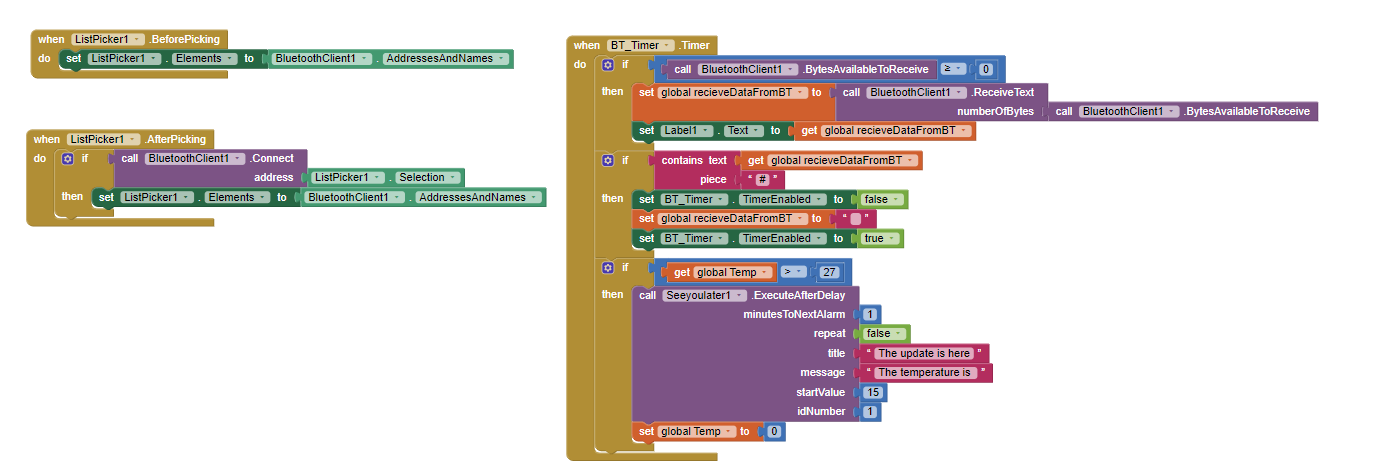 when ListPicker1 .BeforePicking
do set ListPicker1 . Elements to BluetoothClient1 . AddressesAndNames
when ListPicker1 .AfterPicking
do if call BluetoothClient1 .Connect
address ListPicker1 . Selection
then set ListPicker1 . Elements to BluetoothClient1 . AddressesAndNames
when BT_Timer .Timer
do if call BluetoothClient1 .BytesAvailableToReceive ≥ 0
then set global recieveDataFromBT to call BluetoothClient1 .ReceiveText
numberOfBytes call BluetoothClient1 .BytesAvailableToReceive
set Label1 . Text to get global recieveDataFromBT
if contains text get global recieveDataFromBT
piece “ # ”
then set BT_Timer . TimerEnabled to false
set global recieveDataFromBT to “ ”
set BT_Timer . TimerEnabled to true
if get global Temp > 27
then call Seeyoulater1 .ExecuteAfterDelay
minutesToNextAlarm 1
repeat false
title “ The update is here ”
message “ The temperature is ”
startValue 15
idNumber 1
set global Temp to 0